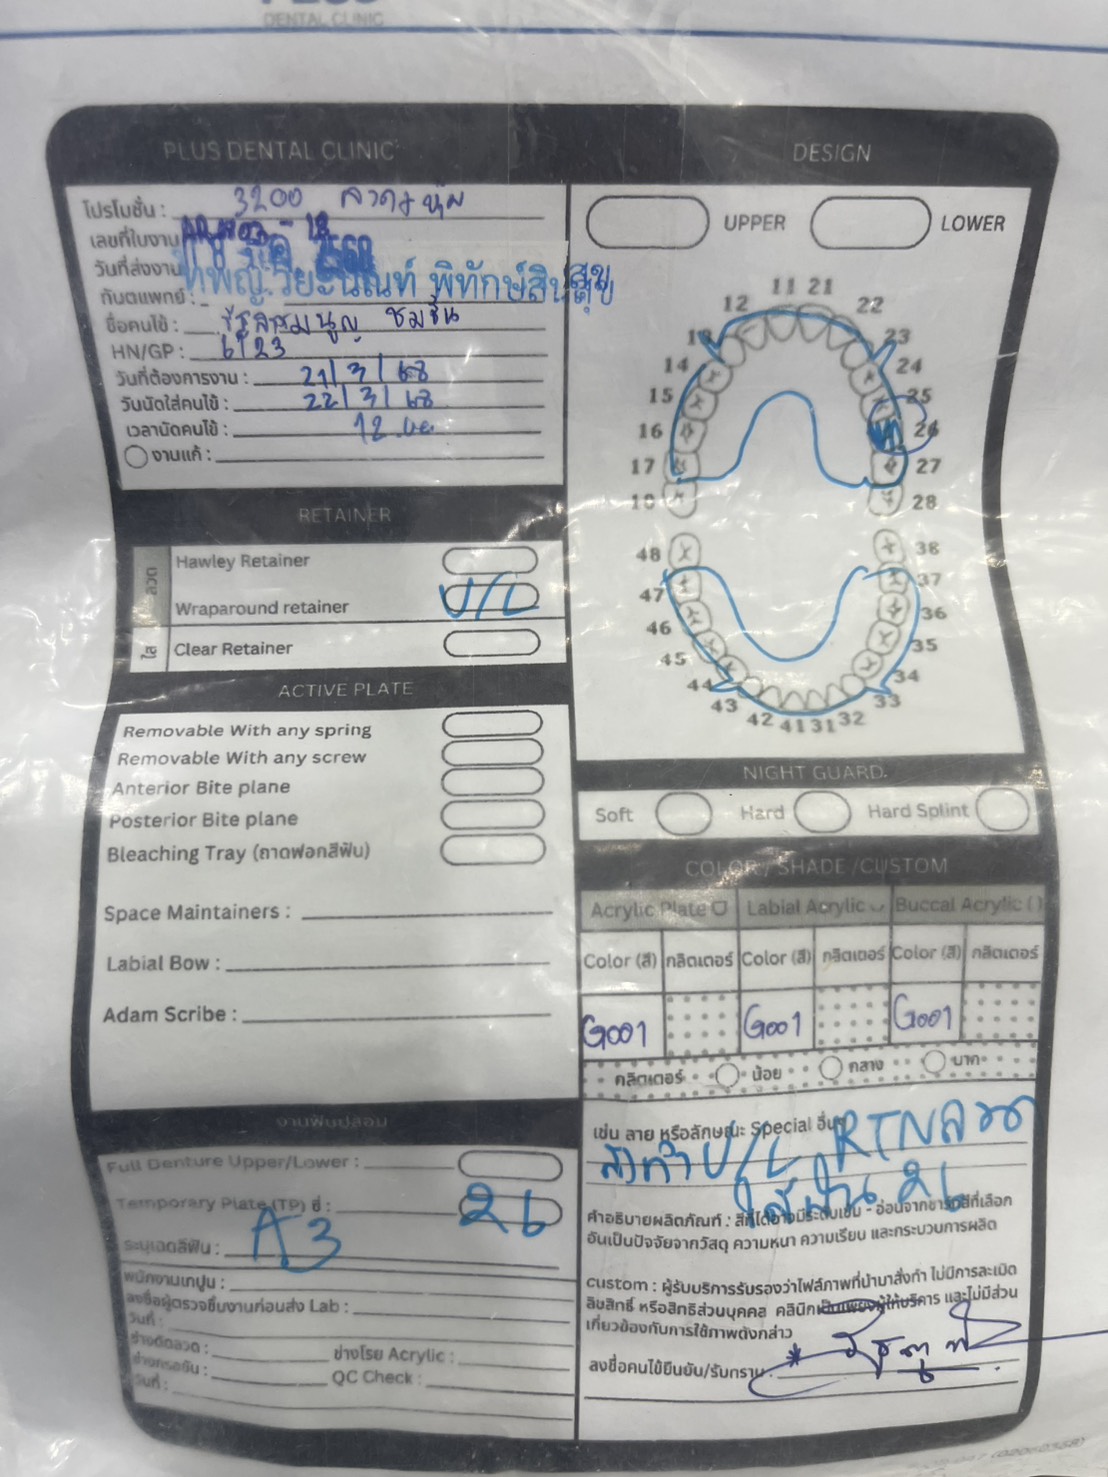 DENTAL CLINIC
PLUS DENTAL CLINIC
โปรโมชั่น : 3200 ลวด+หุ้ม
เลขที่ใบงาน
วันที่ส่งงาน
ทันตแพทย์ : ทพญ.วิยะนันท์ พิทักษ์สินสุข
ชื่อคนไข้ : ชมชื่น
HN/GP : 6123
วันที่ต้องการงาน : 21/3/68
วันนัดใส่คนไข้ : 22/3/68
เวลานัดคนไข้ : 12.00
งานแก้ :
RETAINER
ลวด
Hawley Retainer
Wraparound retainer U/L
ใส
Clear Retainer
ACTIVE PLATE
Removable With any spring
Removable With any screw
Anterior Bite plane
Posterior Bite plane
Bleaching Tray (ถาดฟอกสีฟัน)
Space Maintainers :
Labial Bow :
Adam Scribe :
งานฟันปลอม
Full Denture Upper/Lower :
Temporary Plate (TP) ซี่ : 26
ระบุเฉดสีฟัน : A3
พนักงานเทปูน :
ลงชื่อผู้ตรวจชิ้นงานก่อนส่ง Lab :
วันที่ :
ช่างดัดลวด : ช่างโรย Acrylic :
ช่างกรอขัด : QC Check :
วันที่ :
DESIGN
UPPER LOWER
11 21
12 22
13 23
14 24
15 25
16 26
17 27
18 28
48 38
47 37
46 36
45 35
44 34
43 33
42 41 31 32
NIGHT GUARD
Soft Hard Hard Splint
COLOR / SHADE /CUSTOM
Acrylic Plate Labial Acrylic Buccal Acrylic ( )
Color (สี) กลิตเตอร์ Color (สี) กลิตเตอร์ Color (สี) กลิตเตอร์
G001 G001 G001
กลิตเตอร์ น้อย กลาง มาก
เช่น ลาย หรือลักษณะ Special อื่นๆ RTNลวด
สั่งทำ U/L ใส่ฟัน 26
คำอธิบายผลิตภัณฑ์ : สีที่ได้อาจมีระดับเข้ม - อ่อนจากชาร์ทสีที่เลือก
อันเป็นปัจจัยจากวัสดุ ความหนา ความเรียบ และกระบวนการผลิต
custom : ผู้รับบริการรับรองว่าไฟล์ภาพที่นำมาสั่งทำ ไม่มีการละเมิด
ลิขสิทธิ์ หรือสิทธิส่วนบุคคล คลินิกเป็นเพียงผู้ให้บริการ และไม่มีส่วน
เกี่ยวข้องกับการใช้ภาพดังกล่าว
ลงชื่อคนไข้ยืนยัน/รับทราบ :